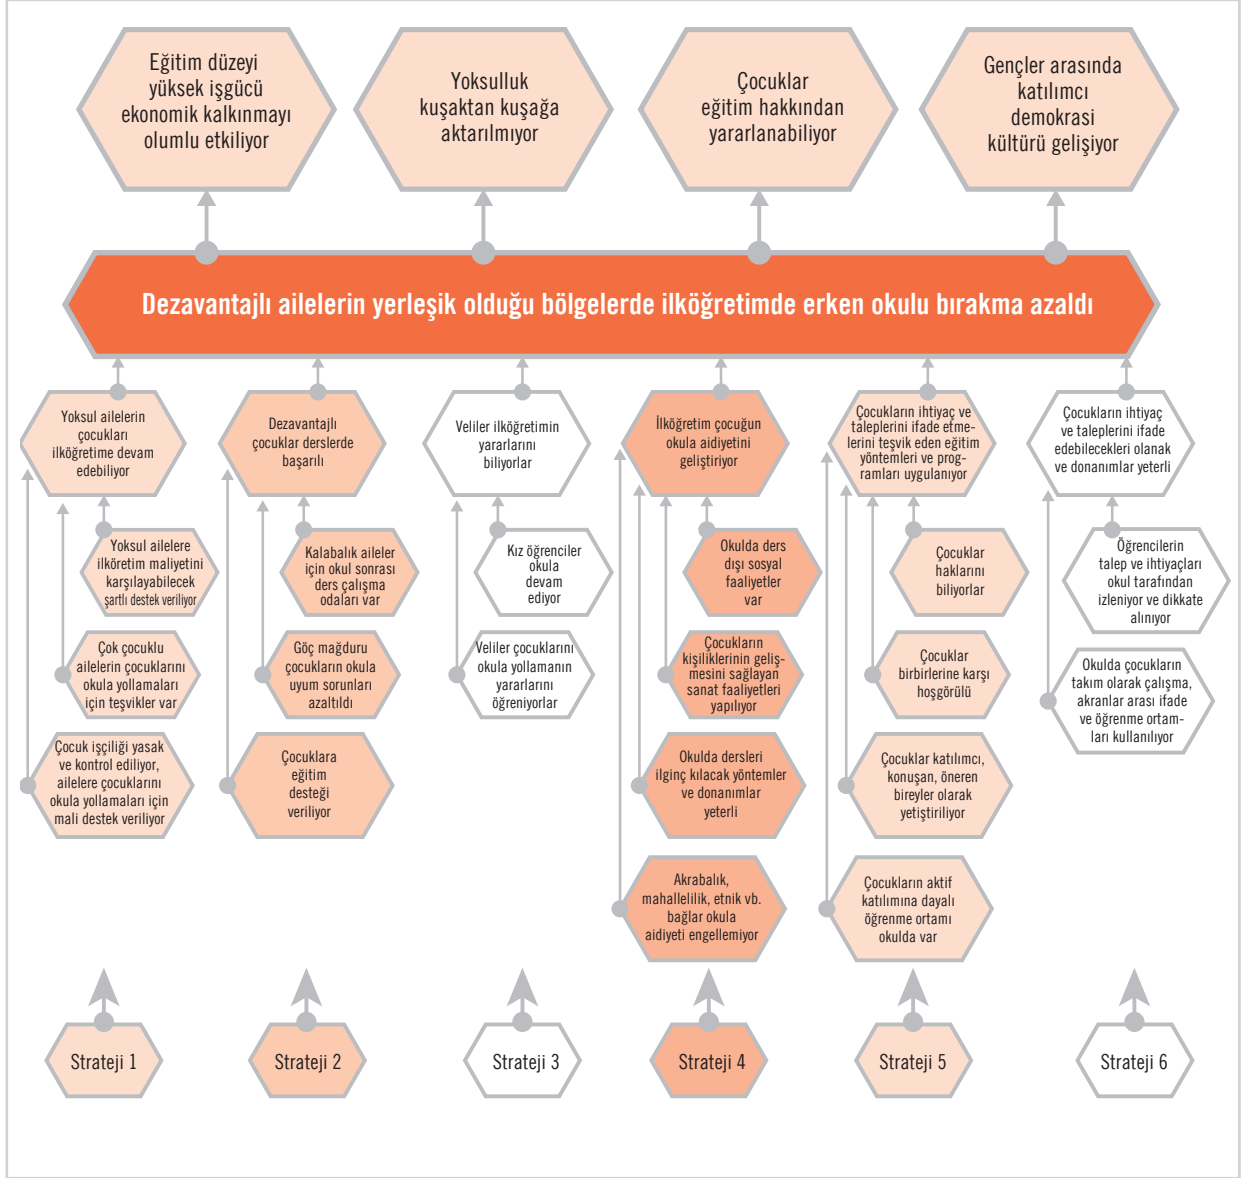 Eğitim düzeyi
yüksek işgücü
ekonomik kalkınmayı
olumlu etkiliyor
Yoksulluk
kuşaktan kuşağa
aktarılmıyor
Çocuklar
eğitim hakkından
yararlanabiliyor
Gençler arasında
katılımcı
demokrasi
kültürü gelişiyor
Dezavantajlı ailelerin yerleşik olduğu bölgelerde ilköğretimde erken okulu bırakma azaldı
Yoksul ailelerin
çocukları
ilköğretime devam
edebiliyor
Dezavantajlı
çocuklar derslerde
başarılı
Veliler ilköğretimin
yararlarını
biliyorlar
İlköğretim çocuğun
okula aidiyetini
geliştiriyor
Çocukların ihtiyaç ve
taleplerini ifade etme-
lerini teşvik eden eğitim
yöntemleri ve prog-
ramları uygulanıyor
Çocukların ihtiyaç
ve taleplerini ifade
edebilecekleri olanak
ve donanımlar yeterli
Yoksul ailelere
ilköretim maliyetini
karşılayabilecek
şartlı destek veriliyor
Kalabalık aileler
için okul sonrası
ders çalışma
odaları var
Kız öğrenciler
okula
devam
ediyor
Okulda ders
dışı sosyal
faaliyetler
var
Çocuklar
haklarını
biliyorlar
Öğrencilerin
talep ve ihtiyaçları
okul tarafından
izleniyor ve dikkate
alınıyor
Çok çocuklu
ailelerin çocuklarını
okula yollamaları
için teşvikler var
Göç mağduru
çocukların okula
uyum sorunları
azaltıldı
Veliler çocuklarını
okula yollamanın
yararlarını
öğreniyorlar
Çocukların
kişiliklerinin geliş-
mesini sağlayan
sanat faaliyetleri
yapılıyor
Çocuklar
birbirlerine karşı
hoşgörülü
Okulda çocukların
takım olarak çalışma,
akranlar arası ifade
ve öğrenme ortam-
ları kullanılıyor
Çocuk işçiliği yasak
ve kontrol ediliyor,
ailelere çocuklarını
okula yollamaları için
mali destek veriliyor
Çocuklara
eğitim
desteği
veriliyor
Okulda dersleri
ilginç kılacak yöntemler
ve donanımlar
yeterli
Çocuklar katılımcı,
konuşan, öneren
bireyler olarak
yetiştiriliyor
Akrabalık,
mahallelilik, etnik vb.
bağlar okula
aidiyeti engellemiyor
Çocukların aktif
katılımına dayalı
öğrenme ortamı
okulda var
Strateji 1
Strateji 2
Strateji 3
Strateji 4
Strateji 5
Strateji 6